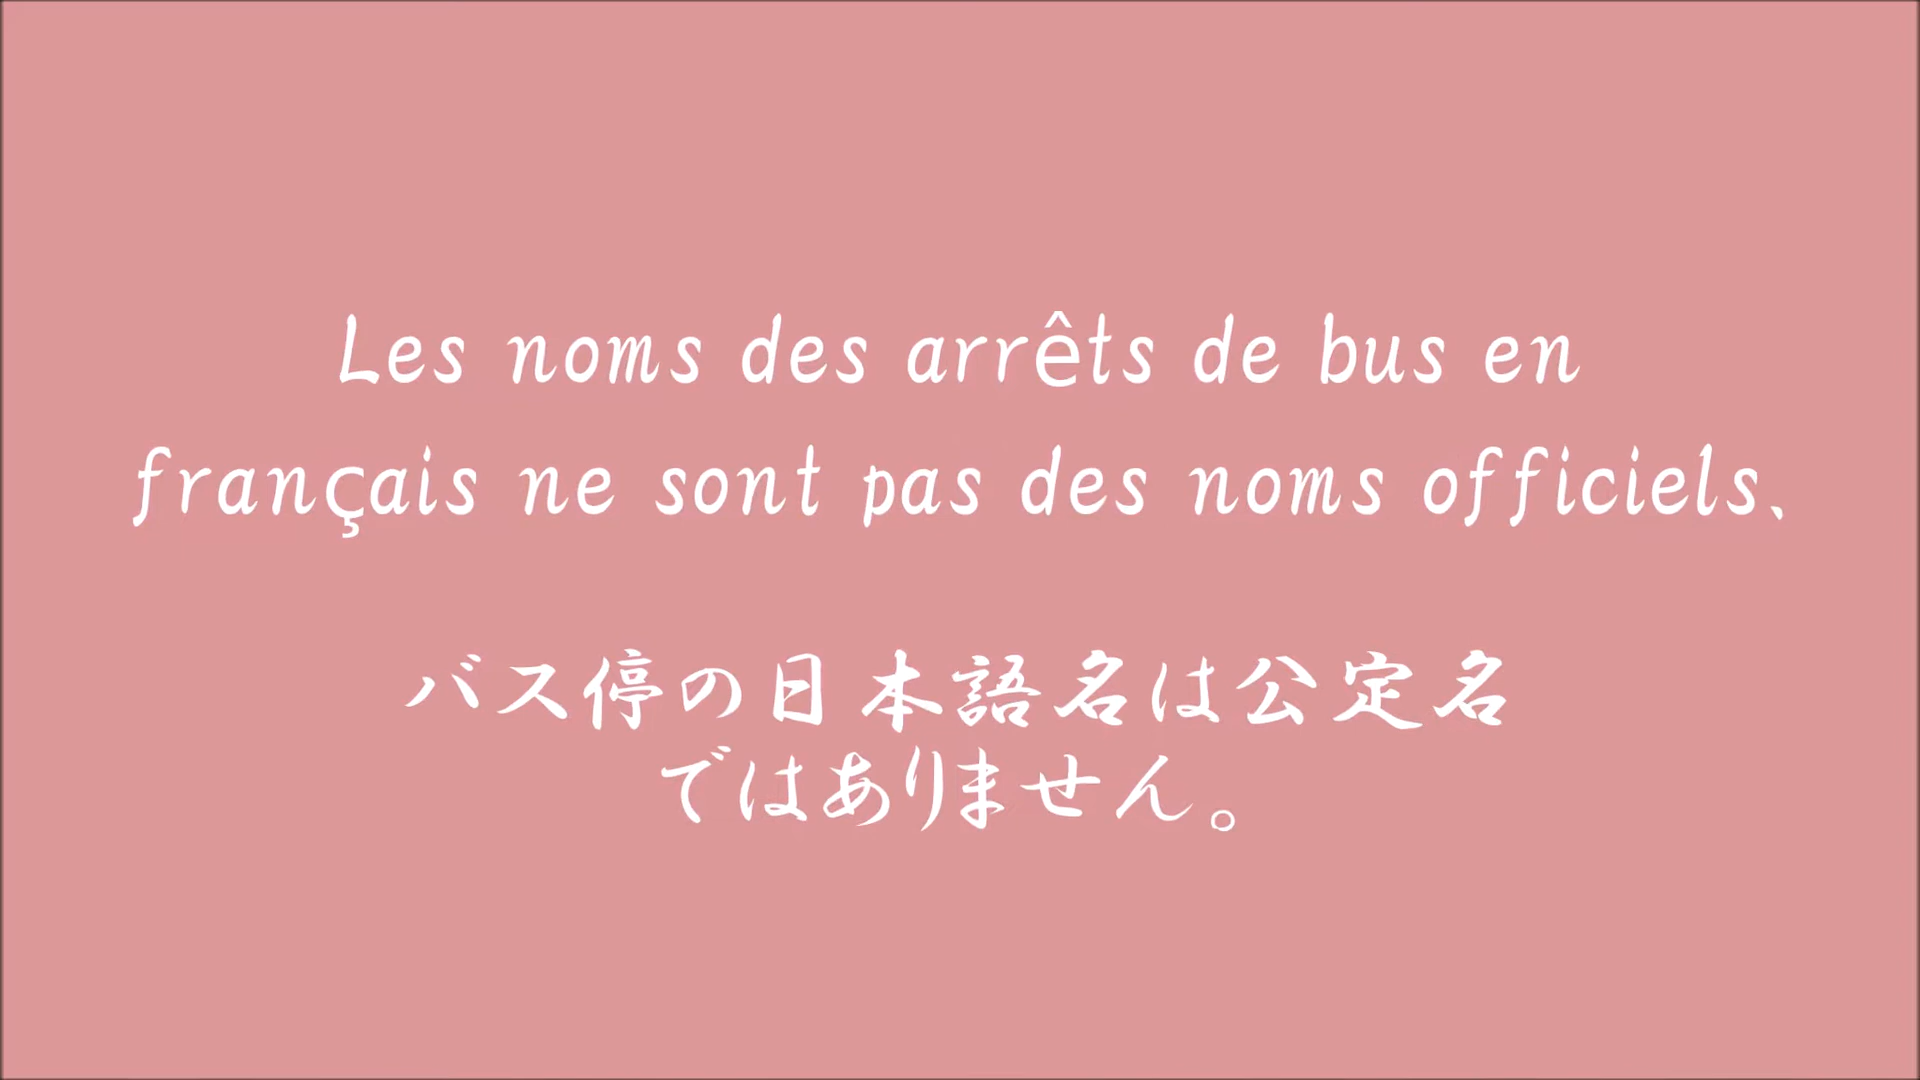 Les noms des arrêts de bus en
français ne sont pas des noms officiels.
バス停の日本語名は公定名
ではありません。